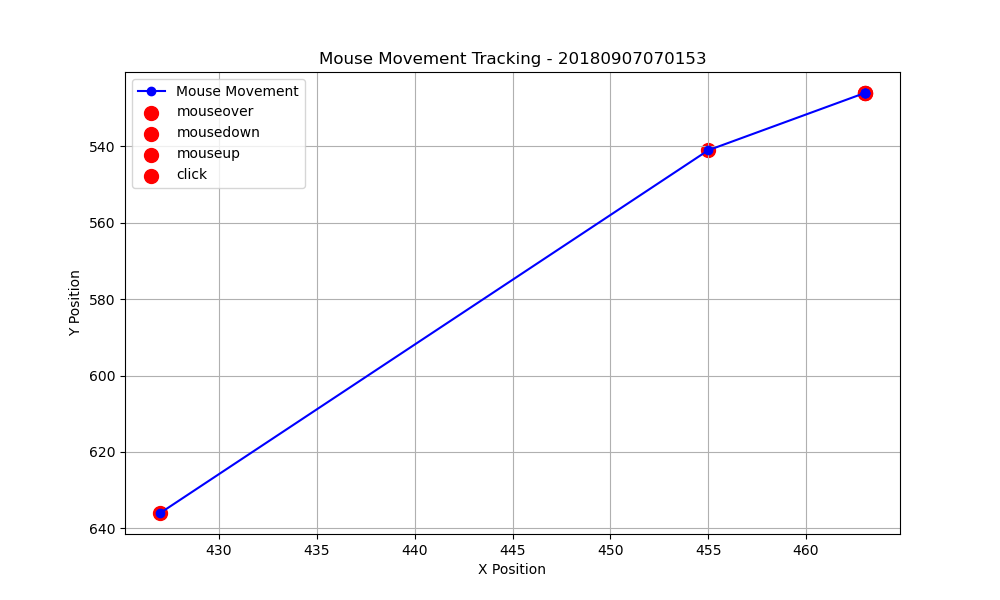 Mouse Movement Tracking - 20180907070153
Mouse Movement
mouseover
mousedown
mouseup
click
Y Position
540
560
580
600
620
640
430
435
440
445
450
455
460
X Position